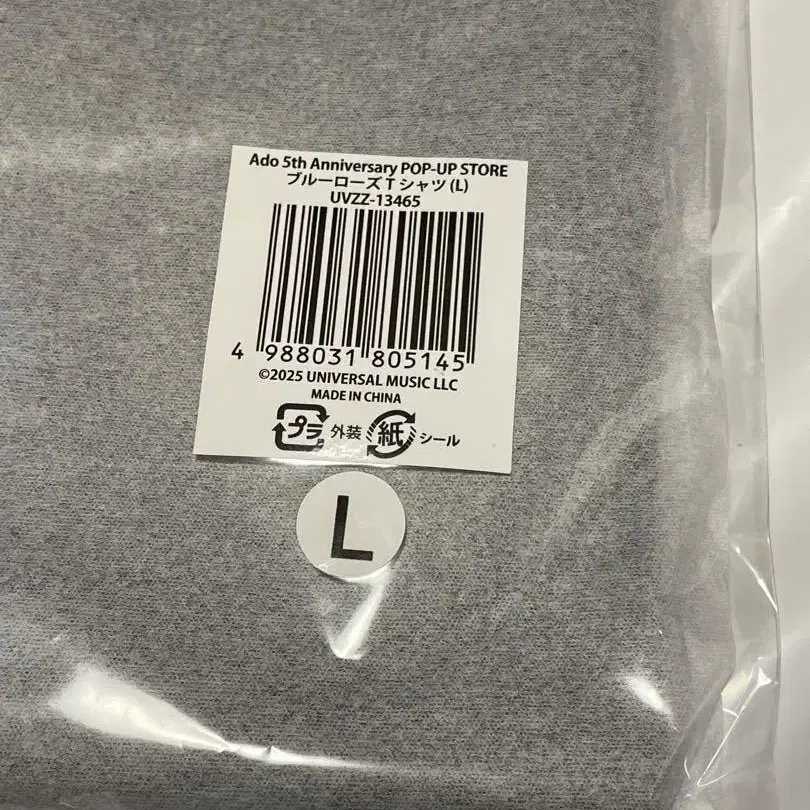 Ado 5th Anniversary POP-UP STORE
ブルーローズTシャツ(L)
UVZZ-13465
4 988031 805145
©2025 UNIVERSAL MUSIC LLC
MADE IN CHINA
プラ 外装 紙 シール
L